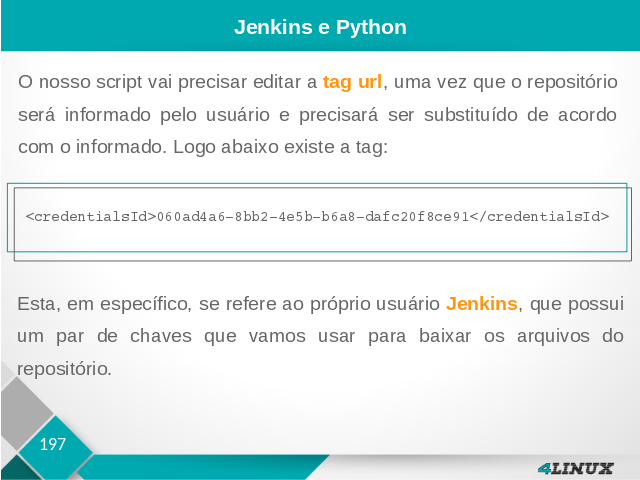 Jenkins e Python
O nosso script vai precisar editar a tag url, uma vez que o repositório
será informado pelo usuário e precisará ser substituído de acordo
com o informado. Logo abaixo existe a tag:
<credentialsId>060ad4a6-8bb2-4e5b-b6a8-dafc20f8ce91</credentialsId>
Esta, em específico, se refere ao próprio usuário Jenkins, que possui
um par de chaves que vamos usar para baixar os arquivos do
repositório.
197
4LINUX